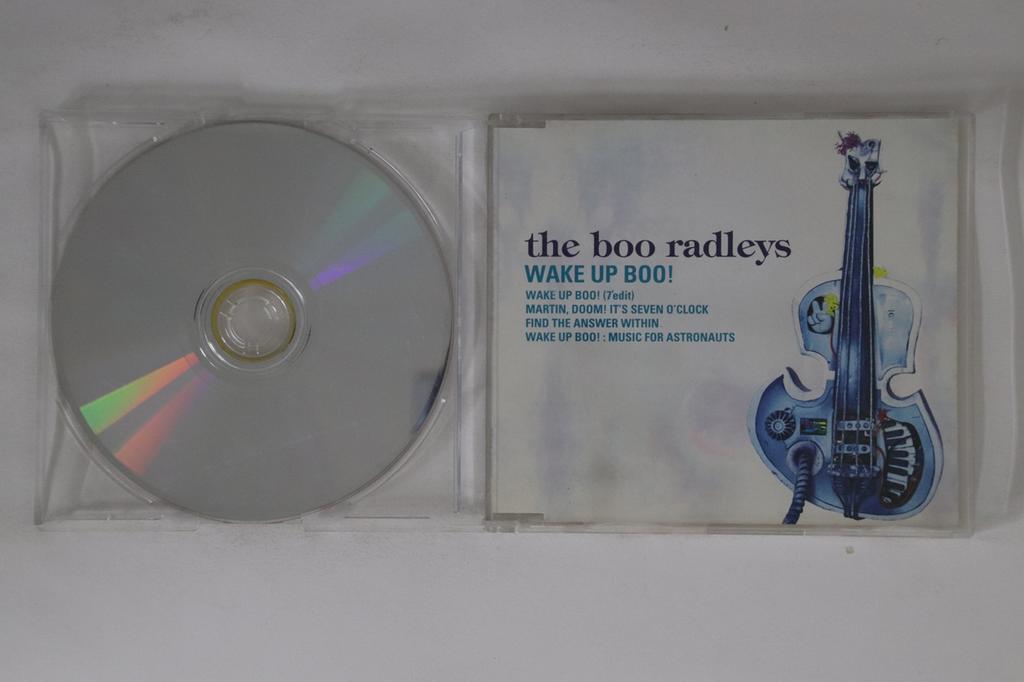 the boo radleys
WAKE UP BOO!
WAKE UP BOO! (7"edit)
MARTIN, DOOM! IT'S SEVEN O'CLOCK
FIND THE ANSWER WITHIN
WAKE UP BOO! : MUSIC FOR ASTRONAUTS